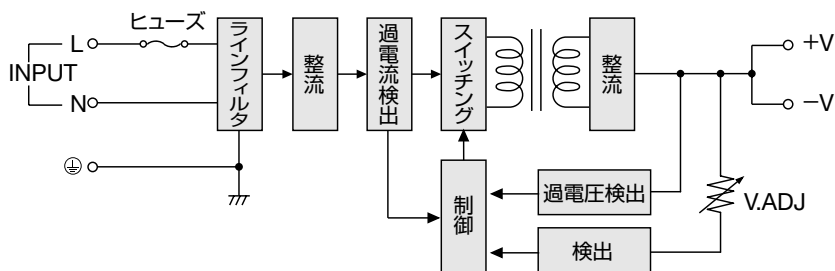 ヒューズ
L
INPUT
N
ラインフィルタ
整流
過電流検出
スイッチング
整流
+V
−V
制御
過電圧検出
検出
V.ADJ